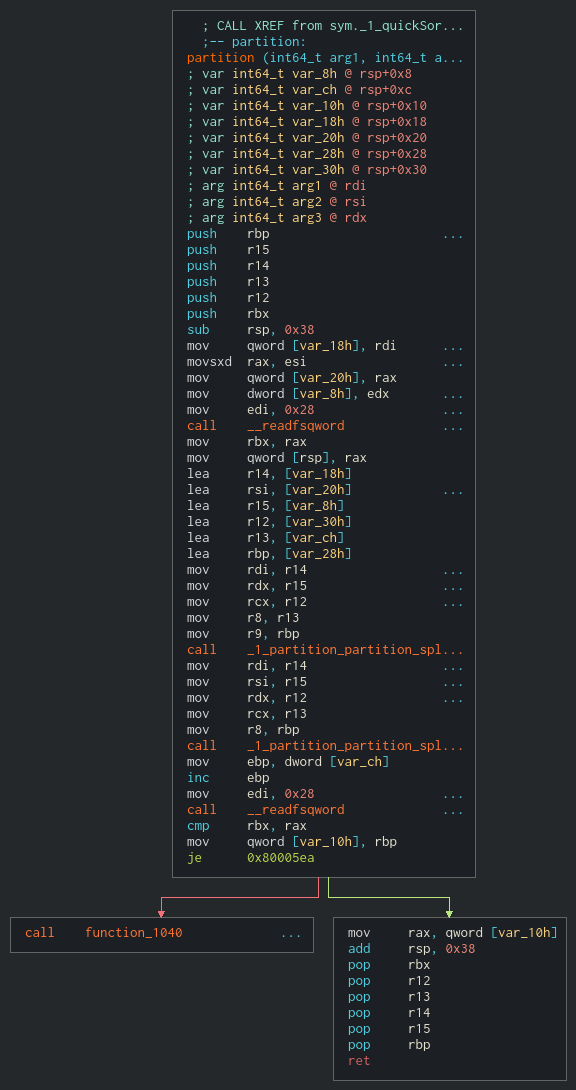 ; CALL XREF from sym._1_quickSor...
;-- partition:
partition (int64_t arg1, int64_t a...
; var int64_t var_8h @ rsp+0x8
; var int64_t var_ch @ rsp+0xc
; var int64_t var_10h @ rsp+0x10
; var int64_t var_18h @ rsp+0x18
; var int64_t var_20h @ rsp+0x20
; var int64_t var_28h @ rsp+0x28
; var int64_t var_30h @ rsp+0x30
; arg int64_t arg1 @ rdi
; arg int64_t arg2 @ rsi
; arg int64_t arg3 @ rdx
push rbp ...
push r15
push r14
push r13
push r12
push rbx
sub rsp, 0x38
mov qword [var_18h], rdi ...
movsxd rax, esi ...
mov qword [var_20h], rax
mov dword [var_8h], edx ...
mov edi, 0x28 ...
call __readfsqword ...
mov rbx, rax
mov qword [rsp], rax
lea r14, [var_18h]
lea rsi, [var_20h] ...
lea r15, [var_8h]
lea r12, [var_30h]
lea r13, [var_ch]
lea rbp, [var_28h]
mov rdi, r14 ...
mov rdx, r15 ...
mov rcx, r12 ...
mov r8, r13
mov r9, rbp
call _1_partition_partition_spl...
mov rdi, r14 ...
mov rsi, r15 ...
mov rdx, r12 ...
mov rcx, r13
mov r8, rbp
call _1_partition_partition_spl...
mov ebp, dword [var_ch]
inc ebp
mov edi, 0x28 ...
call __readfsqword ...
cmp rbx, rax
mov qword [var_10h], rbp
je 0x80005ea
call function_1040 ...
mov rax, qword [var_10h]
add rsp, 0x38
pop rbx
pop r12
pop r13
pop r14
pop r15
pop rbp
ret